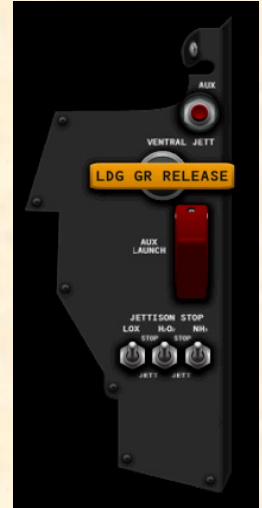 AUX
VENTRAL JETT
LDG GR RELEASE
AUX
LAUNCH
JETTISON STOP
LOX H₂O₂ NH₃
STOP STOP
JETT JETT